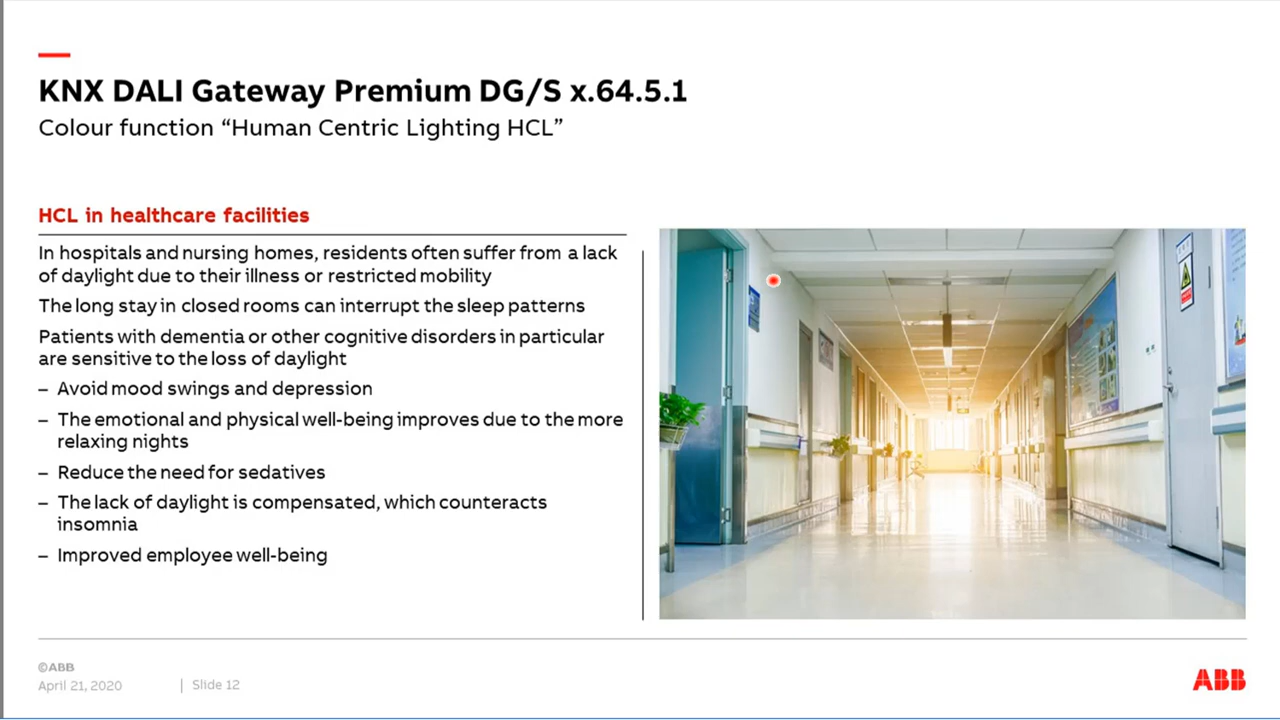 KNX DALI Gateway Premium DG/S x.64.5.1
Colour function “Human Centric Lighting HCL”
HCL in healthcare facilities
In hospitals and nursing homes, residents often suffer from a lack
of daylight due to their illness or restricted mobility
The long stay in closed rooms can interrupt the sleep patterns
Patients with dementia or other cognitive disorders in particular
are sensitive to the loss of daylight
– Avoid mood swings and depression
– The emotional and physical well-being improves due to the more
relaxing nights
– Reduce the need for sedatives
– The lack of daylight is compensated, which counteracts
insomnia
– Improved employee well-being
©ABB
April 21, 2020 | Slide 12
ABB